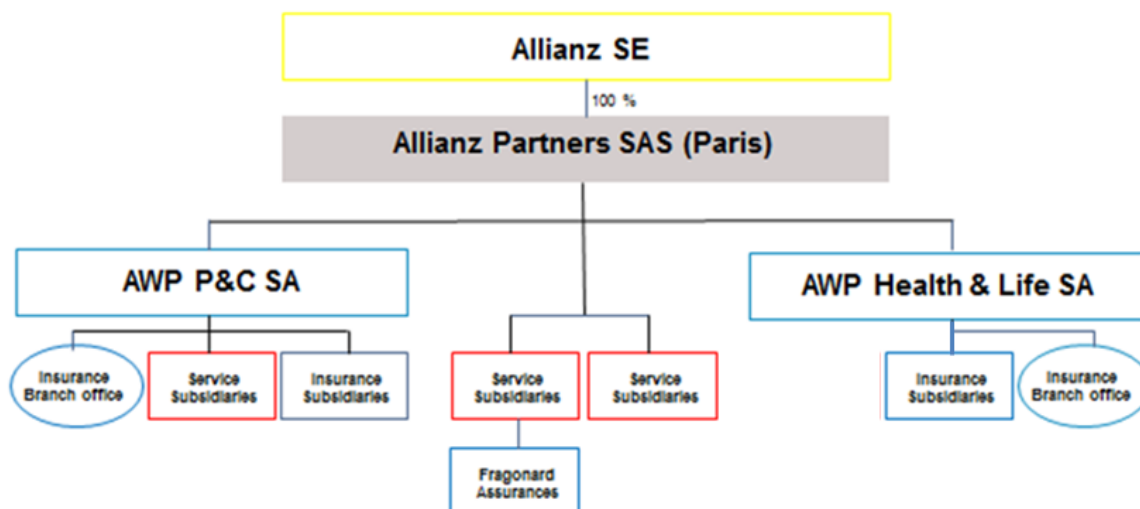 Allianz SE
100 %
Allianz Partners SAS (Paris)
AWP P&C SA
AWP Health & Life SA
Insurance
Branch office
Service
Subsidiaries
Insurance
Subsidiaries
Service
Subsidiaries
Service
Subsidiaries
Insurance
Subsidiaries
Insurance
Branch office
Fragonard
Assurances